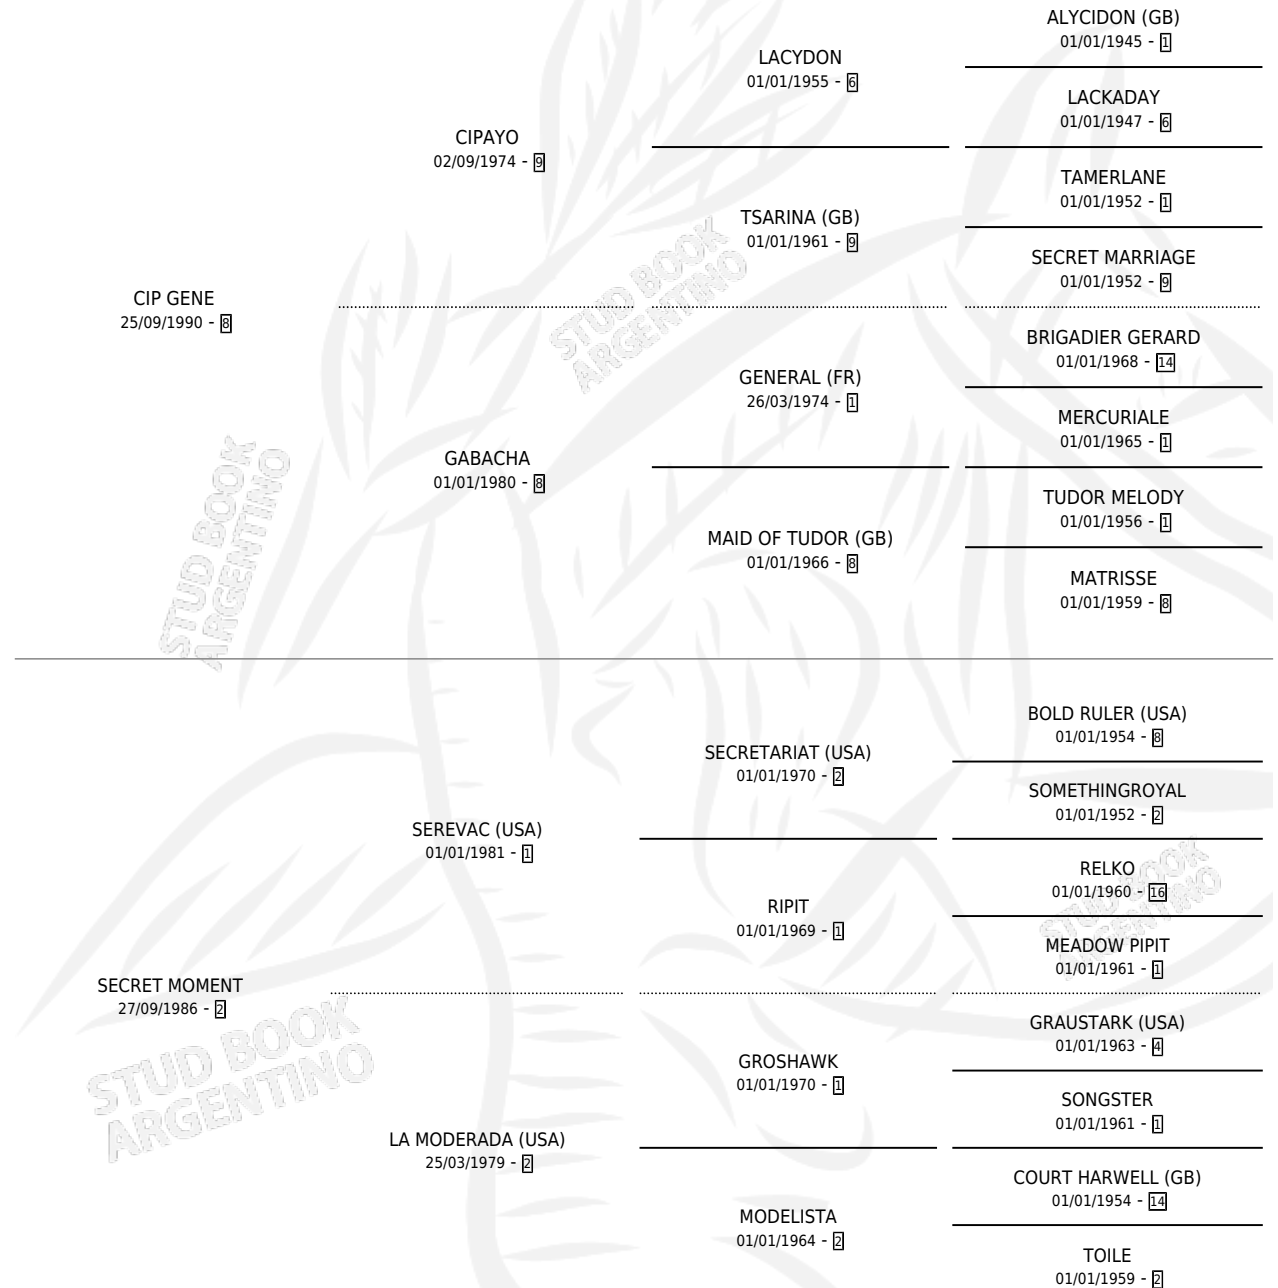 ALYCIDON (GB)
01/01/1945 - 1
LACYDON
01/01/1955 - 6
LACKADAY
01/01/1947 - 6
CIPAYO
02/09/1974 - 9
TAMERLANE
01/01/1952 - 1
TSARINA (GB)
01/01/1961 - 9
SECRET MARRIAGE
01/01/1952 - 9
CIP GENE
25/09/1990 - 8
STUD BOOK
ARGENTINO
BRIGADIER GERARD
01/01/1968 - 14
GENERAL (FR)
26/03/1974 - 1
MERCURIALE
01/01/1965 - 1
GABACHA
01/01/1980 - 8
TUDOR MELODY
01/01/1956 - 1
MAID OF TUDOR (GB)
01/01/1966 - 8
MATRISSE
01/01/1959 - 8
STUD BOOK
ARGENTINO
BOLD RULER (USA)
01/01/1954 - 8
SECRETARIAT (USA)
01/01/1970 - 2
SOMETHINGROYAL
01/01/1952 - 2
SEREVAC (USA)
01/01/1981 - 1
RELKO
01/01/1960 - 16
RIPIT
01/01/1969 - 1
STUD BOOK
ARGENTINO
MEADOW PIPIT
01/01/1961 - 1
SECRET MOMENT
27/09/1986 - 2
GRAUSTARK (USA)
01/01/1963 - 4
GROSHAWK
01/01/1970 - 1
SONGSTER
01/01/1961 - 1
STUD BOOK
ARGENTINO
LA MODERADA (USA)
25/03/1979 - 2
COURT HARWELL (GB)
01/01/1954 - 14
MODELISTA
01/01/1964 - 2
TOILE
01/01/1959 - 2